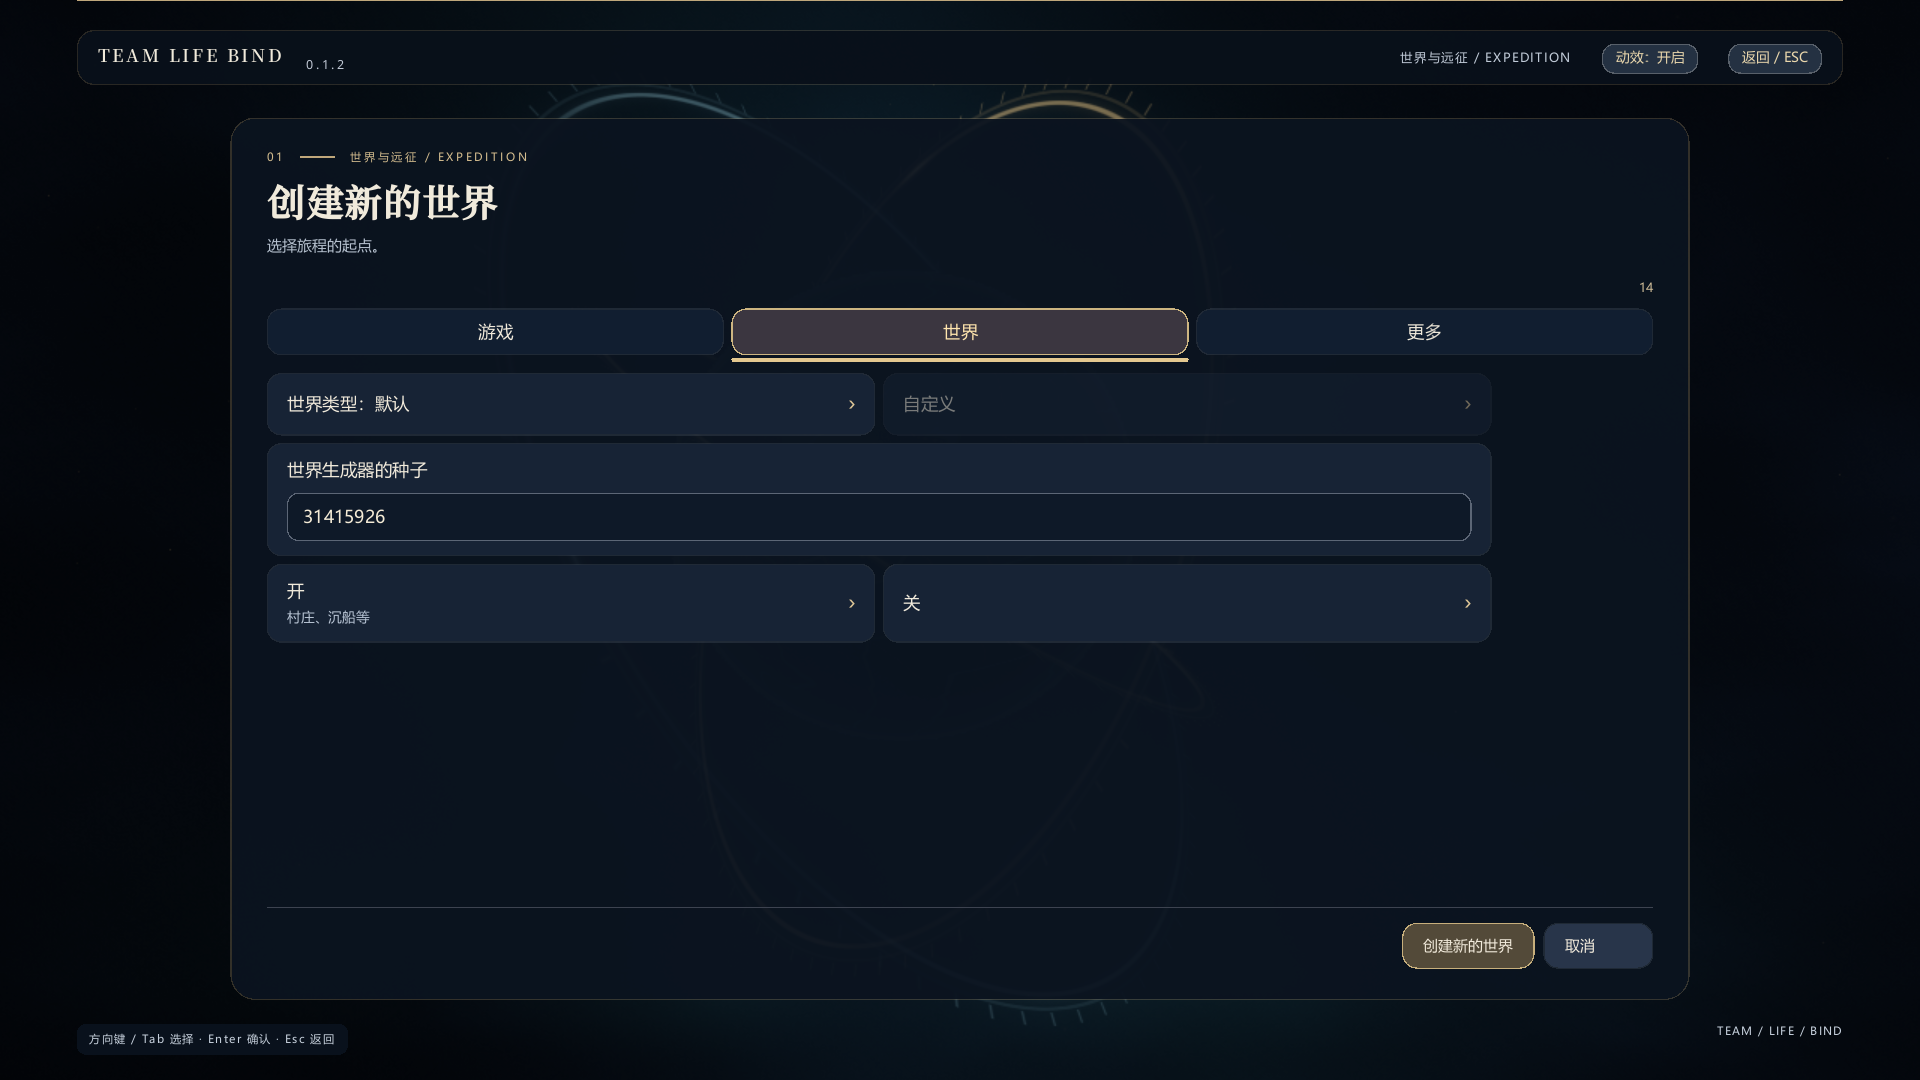 TEAM LIFE BIND 0.1.2
世界与远征 / EXPEDITION
动效：开启
返回 / ESC
01 世界与远征 / EXPEDITION
创建新的世界
选择旅程的起点。
14
游戏
世界
更多
世界类型：默认 ›
自定义 ›
世界生成器的种子
31415926
开 ›
村庄、沉船等
关 ›
创建新的世界
取消
方向键 / Tab 选择 · Enter 确认 · Esc 返回
TEAM / LIFE / BIND